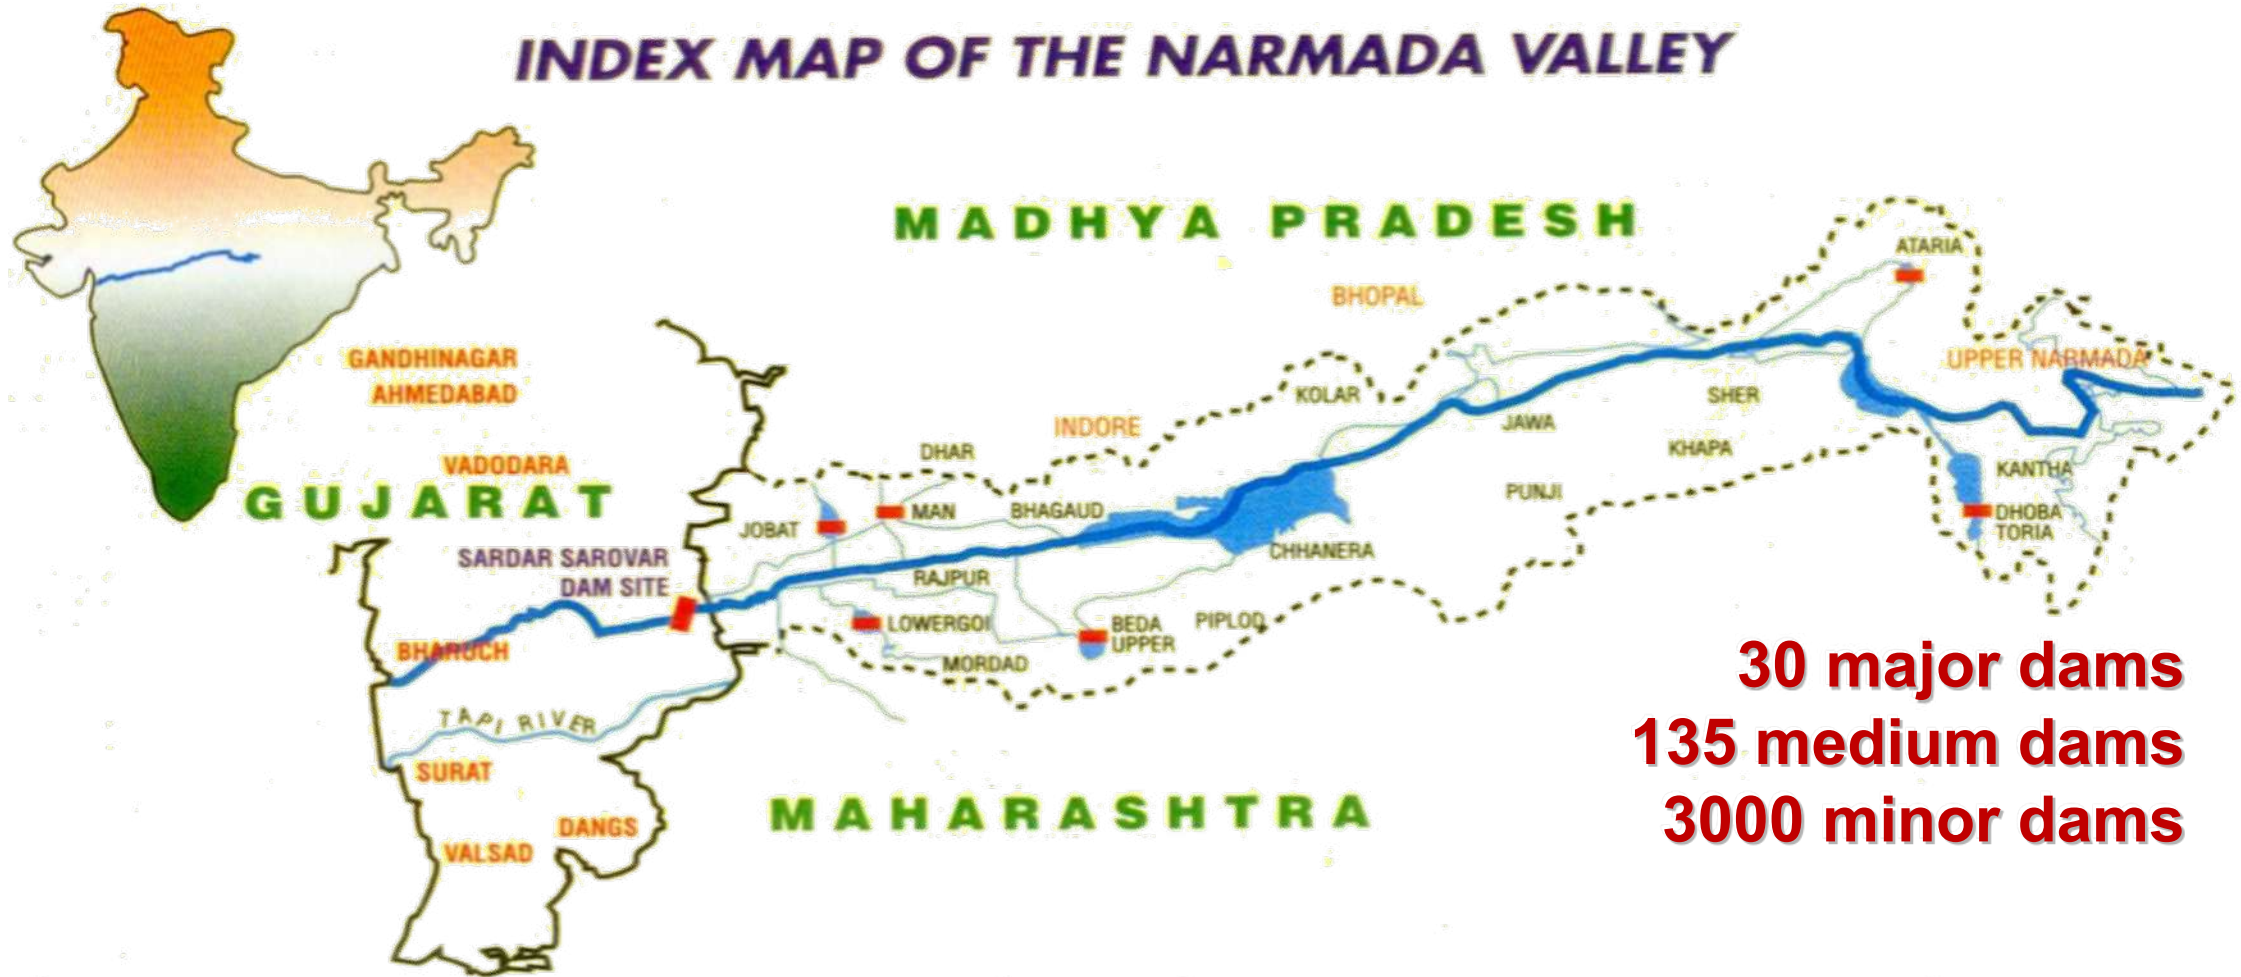 INDEX MAP OF THE NARMADA VALLEY
MADHYA PRADESH
ATARIA
BHOPAL
GANDHINAGAR
AHMEDABAD
UPPER NARMADA
KOLAR
SHER
JAWA
INDORE
DHAR
KHAPA
VADODARA
KANTHA
GUJARAT
PUNJI
JOBAT
MAN
BHAGAUD
DHOBA
TORIA
SARDAR SAROVAR
DAM SITE
CHHANERA
RAJPUR
LOWERGOI
BEDA
UPPER
PIPLOD
BHARUCH
MORDAD
30 major dams
135 medium dams
3000 minor dams
TAPI RIVER
SURAT
MAHARASHTRA
DANGS
VALSAD